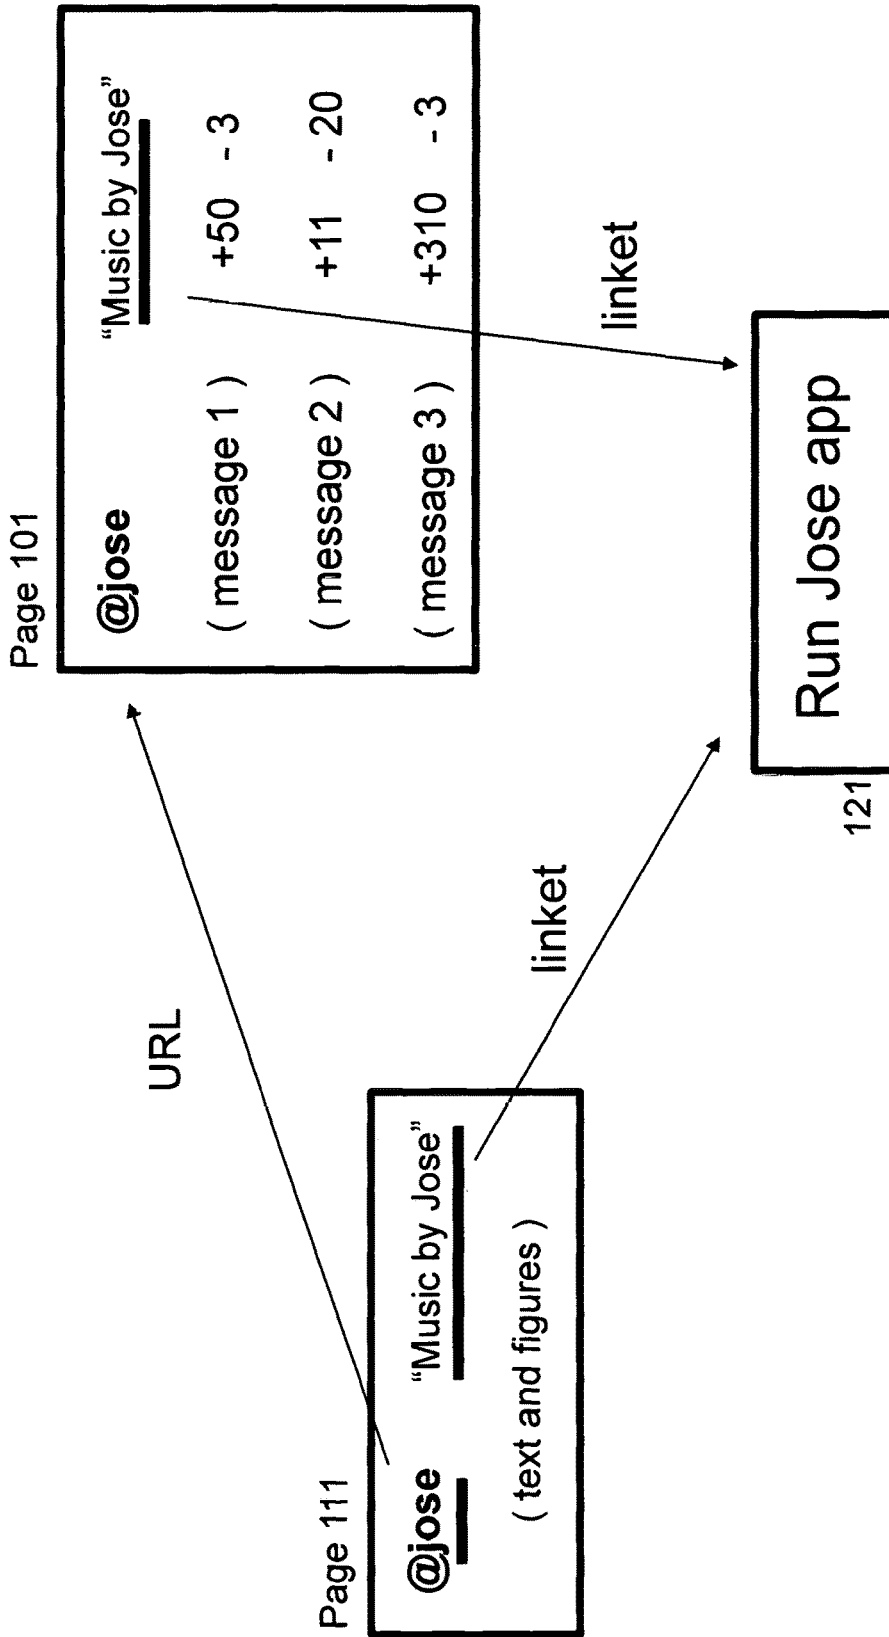 Page 101
@jose "Music by Jose"
( message 1 ) +50 - 3
( message 2 ) +11 - 20
( message 3 ) +310 - 3
URL
linket
Page 111
@jose “Music by Jose”
( text and figures )
linket
Run Jose app
121